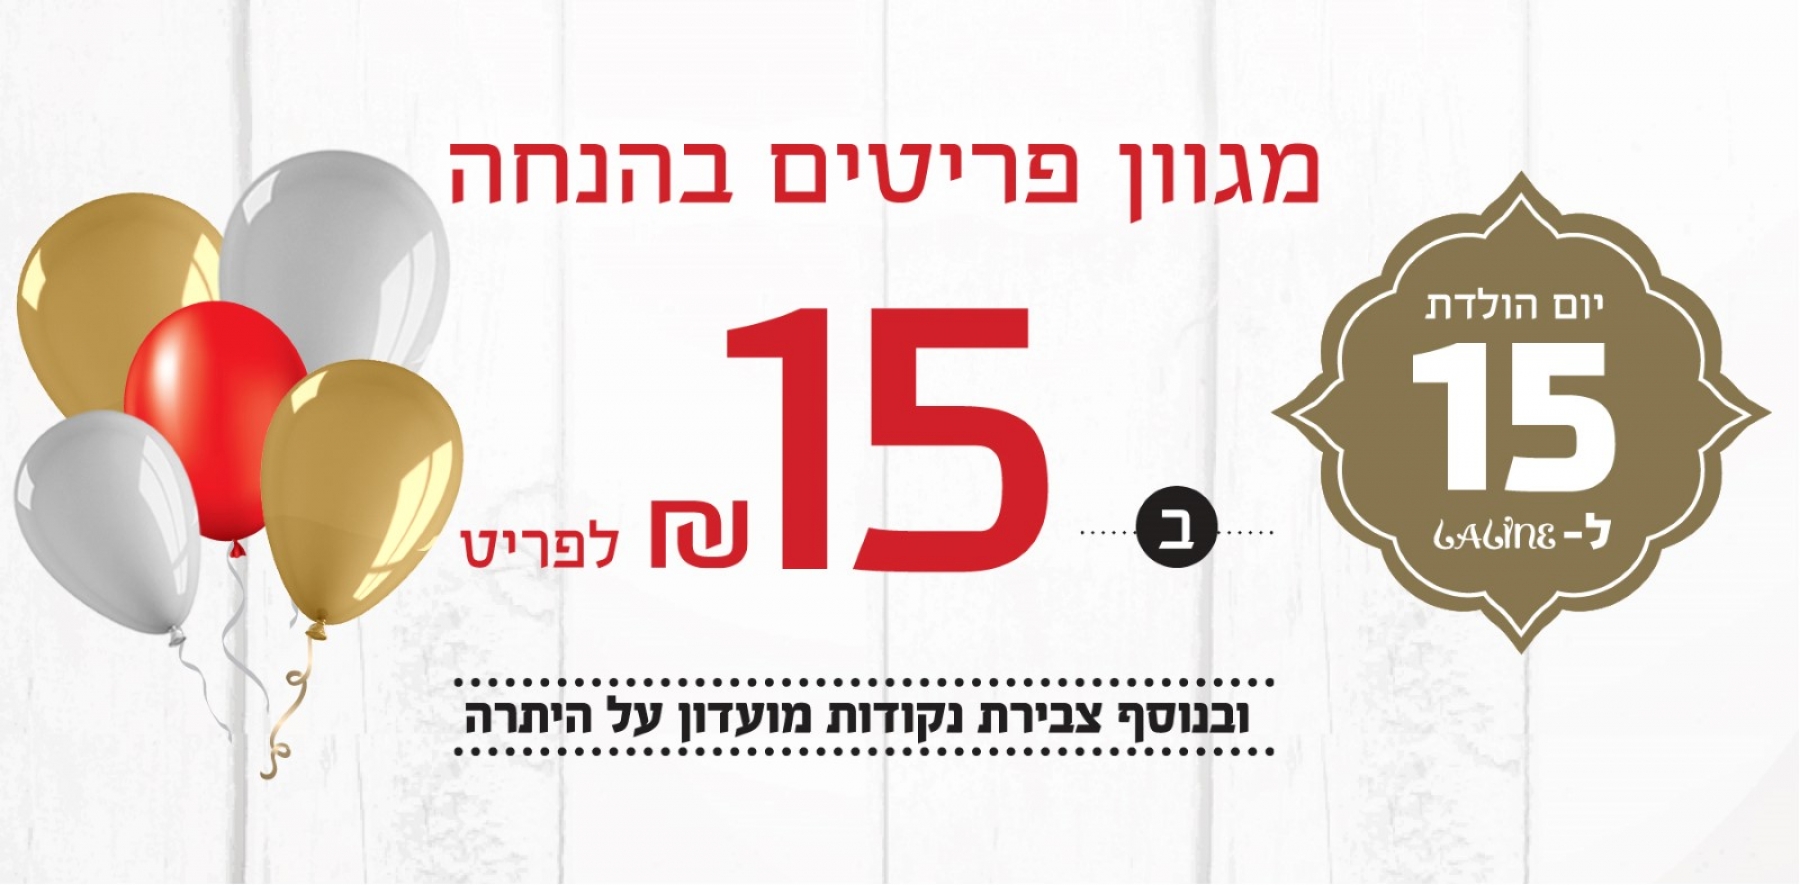 מגוון פריטים בהנחה
ב 15 ₪ לפריט
ובנוסף צבירת נקודות מועדון על היתרה
יום הולדת
15
ל- LALINE